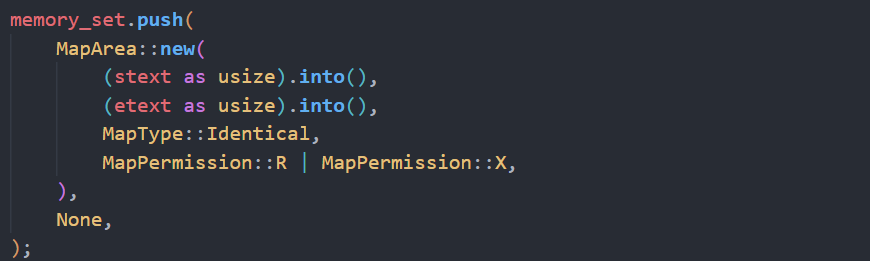 memory_set.push(
    MapArea::new(
        (stext as usize).into(),
        (etext as usize).into(),
        MapType::Identical,
        MapPermission::R | MapPermission::X,
    ),
    None,
);